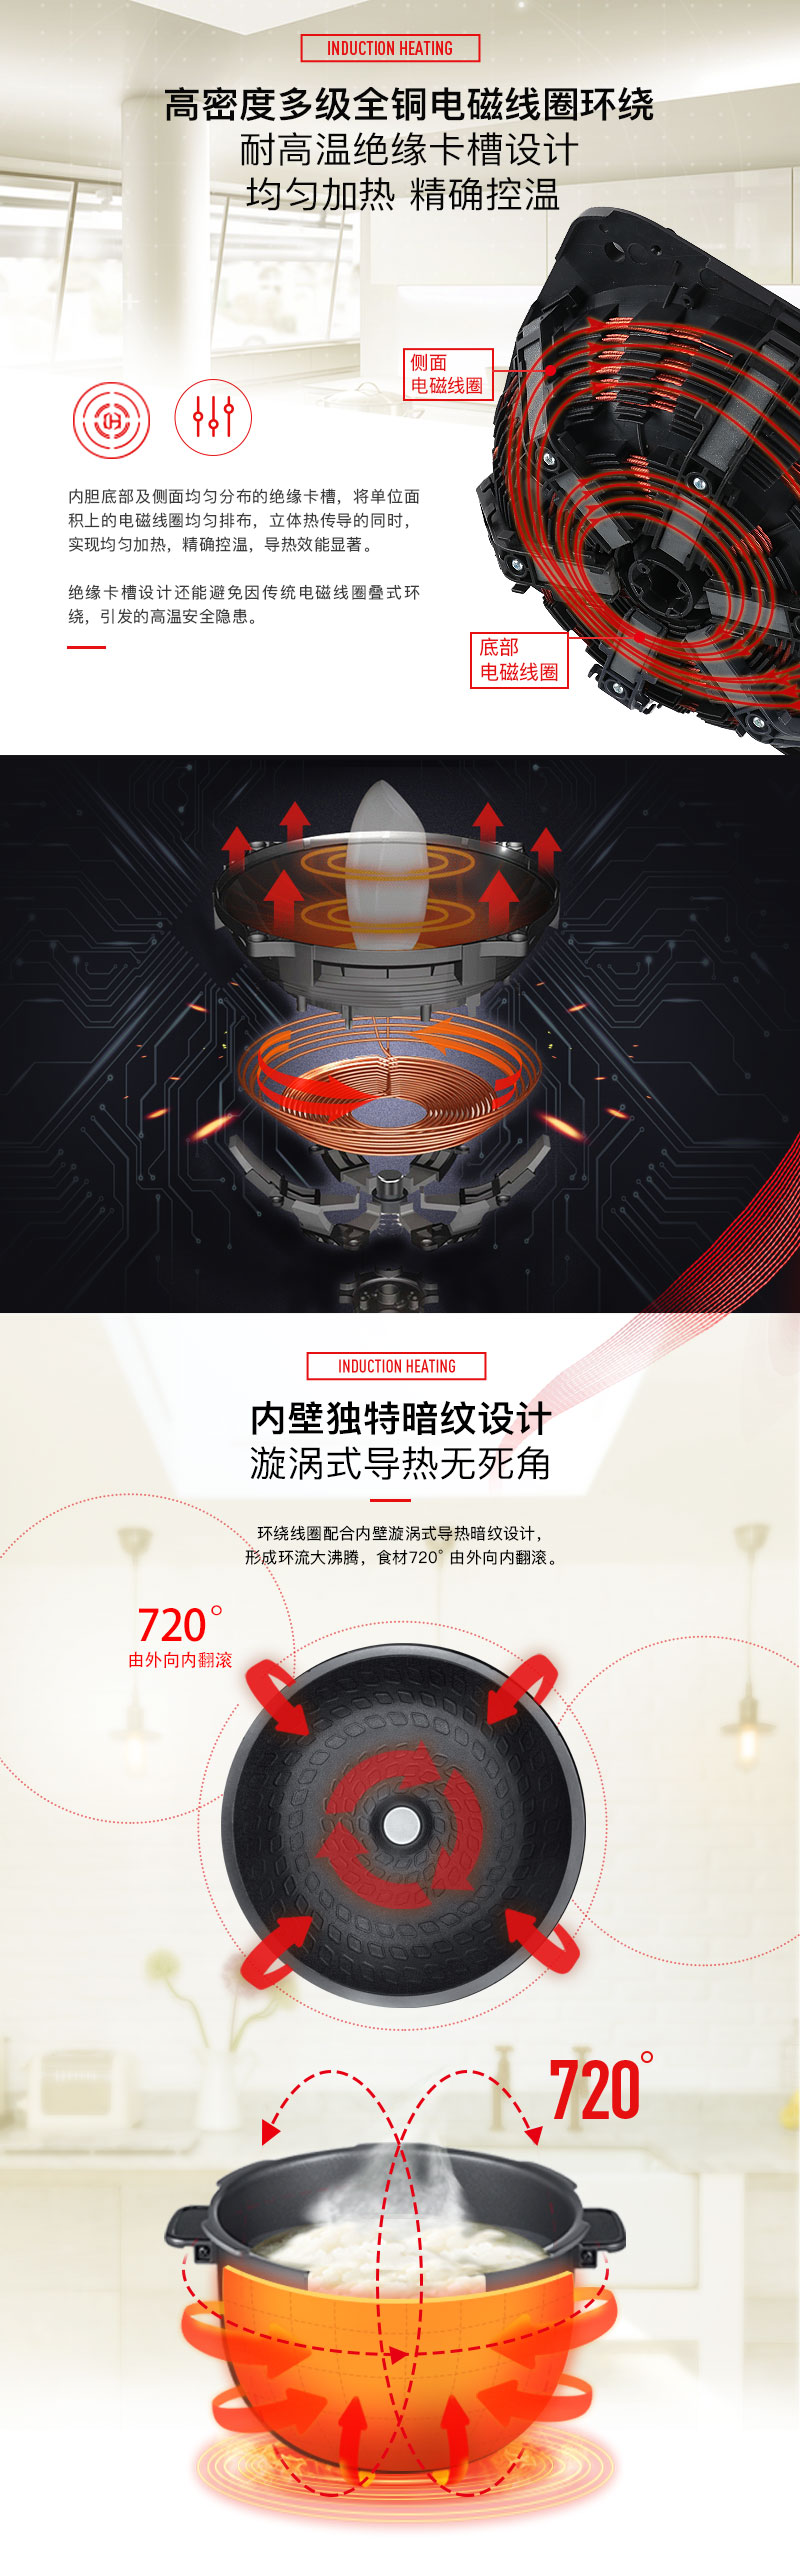 INDUCTION HEATING
高密度多级全铜电磁线圈环绕
耐高温绝缘卡槽设计
均匀加热 精确控温
侧面
电磁线圈
内胆底部及侧面均匀分布的绝缘卡槽，将单位面
积上的电磁线圈均匀排布，立体热传导的同时，
实现均匀加热，精确控温，导热效能显著。
绝缘卡槽设计还能避免因传统电磁线圈叠式环
绕，引发的高温安全隐患。
底部
电磁线圈
INDUCTION HEATING
内壁独特暗纹设计
漩涡式导热无死角
环绕线圈配合内壁漩涡式导热暗纹设计，
形成环流大沸腾，食材720°由外向内翻滚。
720°
由外向内翻滚
720°